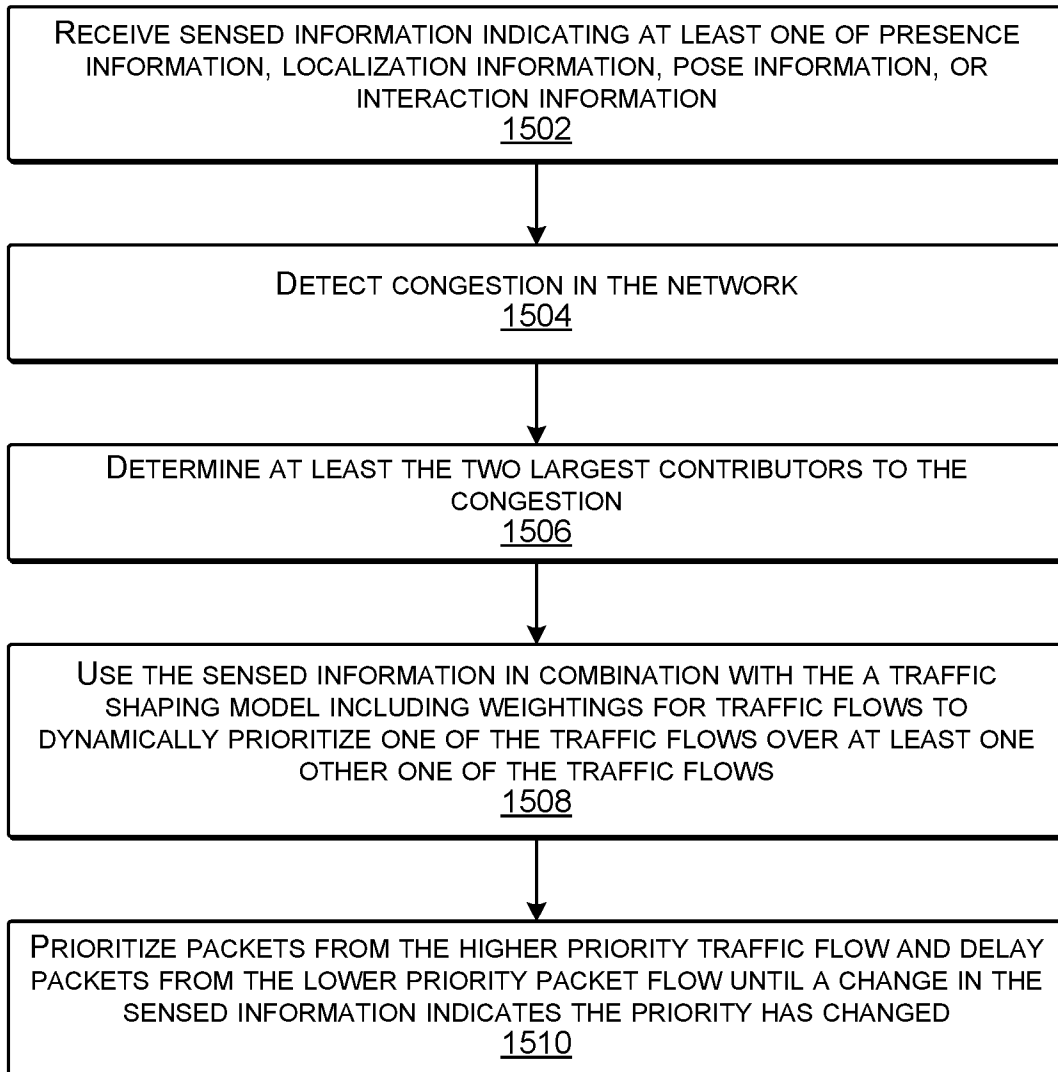 RECEIVE SENSED INFORMATION INDICATING AT LEAST ONE OF PRESENCE
INFORMATION, LOCALIZATION INFORMATION, POSE INFORMATION, OR
INTERACTION INFORMATION
1502
DETECT CONGESTION IN THE NETWORK
1504
DETERMINE AT LEAST THE TWO LARGEST CONTRIBUTORS TO THE
CONGESTION
1506
USE THE SENSED INFORMATION IN COMBINATION WITH THE A TRAFFIC
SHAPING MODEL INCLUDING WEIGHTINGS FOR TRAFFIC FLOWS TO
DYNAMICALLY PRIORITIZE ONE OF THE TRAFFIC FLOWS OVER AT LEAST ONE
OTHER ONE OF THE TRAFFIC FLOWS
1508
PRIORITIZE PACKETS FROM THE HIGHER PRIORITY TRAFFIC FLOW AND DELAY
PACKETS FROM THE LOWER PRIORITY PACKET FLOW UNTIL A CHANGE IN THE
SENSED INFORMATION INDICATES THE PRIORITY HAS CHANGED
1510